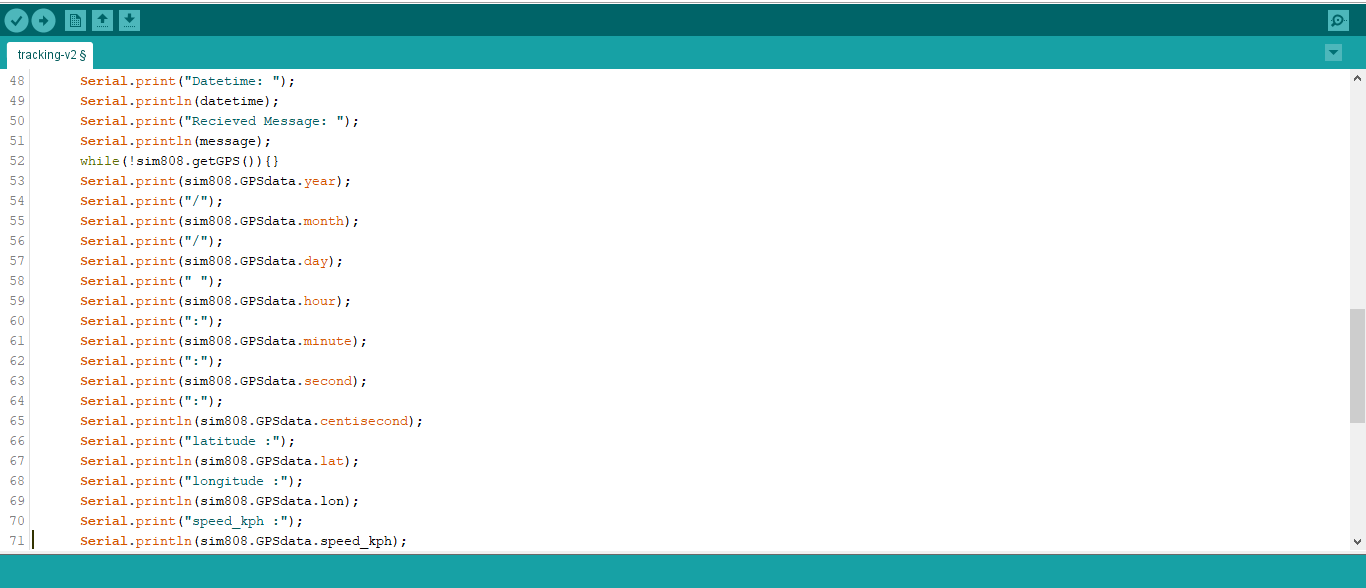 tracking-v2 §
48 Serial.print("Datetime: ");
49 Serial.println(datetime);
50 Serial.print("Recieved Message: ");
51 Serial.println(message);
52 while(!sim808.getGPS()){}
53 Serial.print(sim808.GPSdata.year);
54 Serial.print("/");
55 Serial.print(sim808.GPSdata.month);
56 Serial.print("/");
57 Serial.print(sim808.GPSdata.day);
58 Serial.print(" ");
59 Serial.print(sim808.GPSdata.hour);
60 Serial.print(":");
61 Serial.print(sim808.GPSdata.minute);
62 Serial.print(":");
63 Serial.print(sim808.GPSdata.second);
64 Serial.print(":");
65 Serial.println(sim808.GPSdata.centisecond);
66 Serial.print("latitude :");
67 Serial.println(sim808.GPSdata.lat);
68 Serial.print("longitude :");
69 Serial.println(sim808.GPSdata.lon);
70 Serial.print("speed_kph :");
71 Serial.println(sim808.GPSdata.speed_kph);